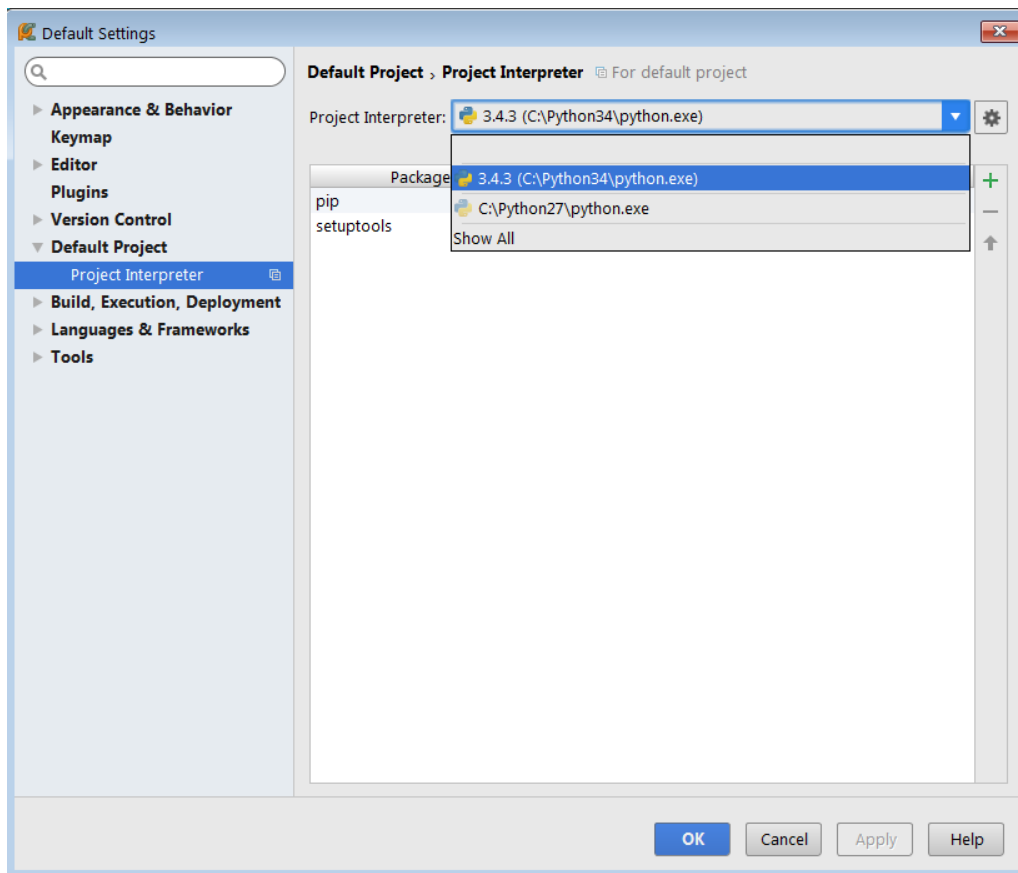 Default Settings
Default Project › Project Interpreter For default project
Appearance & Behavior
Keymap
Editor
Plugins
Version Control
Default Project
Project Interpreter
Build, Execution, Deployment
Languages & Frameworks
Tools
Project Interpreter: 3.4.3 (C:\Python34\python.exe)
3.4.3 (C:\Python34\python.exe)
C:\Python27\python.exe
Show All
Package
pip
setuptools
OK Cancel Apply Help